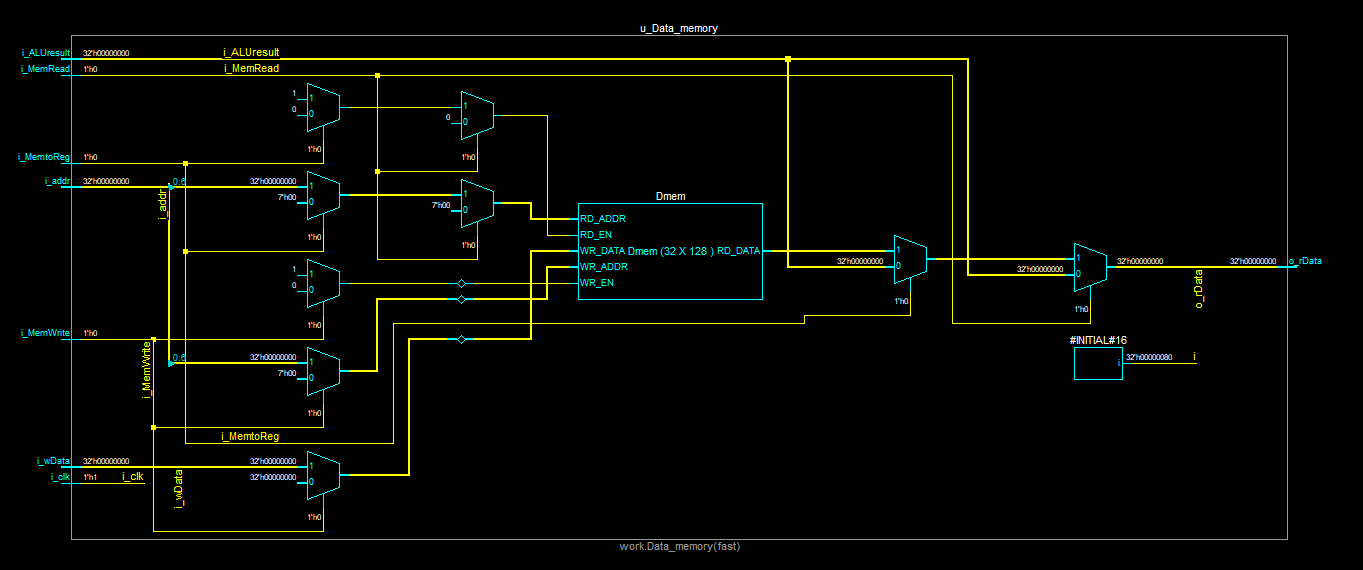 u_Data_memory
i_ALUresult 32'h00000000 i_ALUresult
i_MemRead 1'h0 i_MemRead
1 1
0 0
1
0 0
1'h0
1'h0
i_MemtoReg 1'h0
i_addr 32'h00000000 0:6 32'h00000000 1
7'h00 0
1
7'h00 0
i_addr
Dmem
RD_ADDR
RD_EN
WR_DATA Dmem (32 X 128 ) RD_DATA
WR_ADDR
WR_EN
1'h0
1'h0
1
32'h00000000 0
1'h0
1
32'h00000000 0
1'h0
32'h00000000 32'h00000000 o_rData
o_rData
1 1
0 0
1'h0
i_MemWrite 1'h0
i_MemWrite
#INITIAL#16
i 32'h00000080 i
0:6 32'h00000000 1
7'h00 0
1'h0
i_MemtoReg
i_wData 32'h00000000 32'h00000000 1
i_clk 1'h1 i_clk 32'h00000000 0
i_wData
1'h0
work.Data_memory(fast)